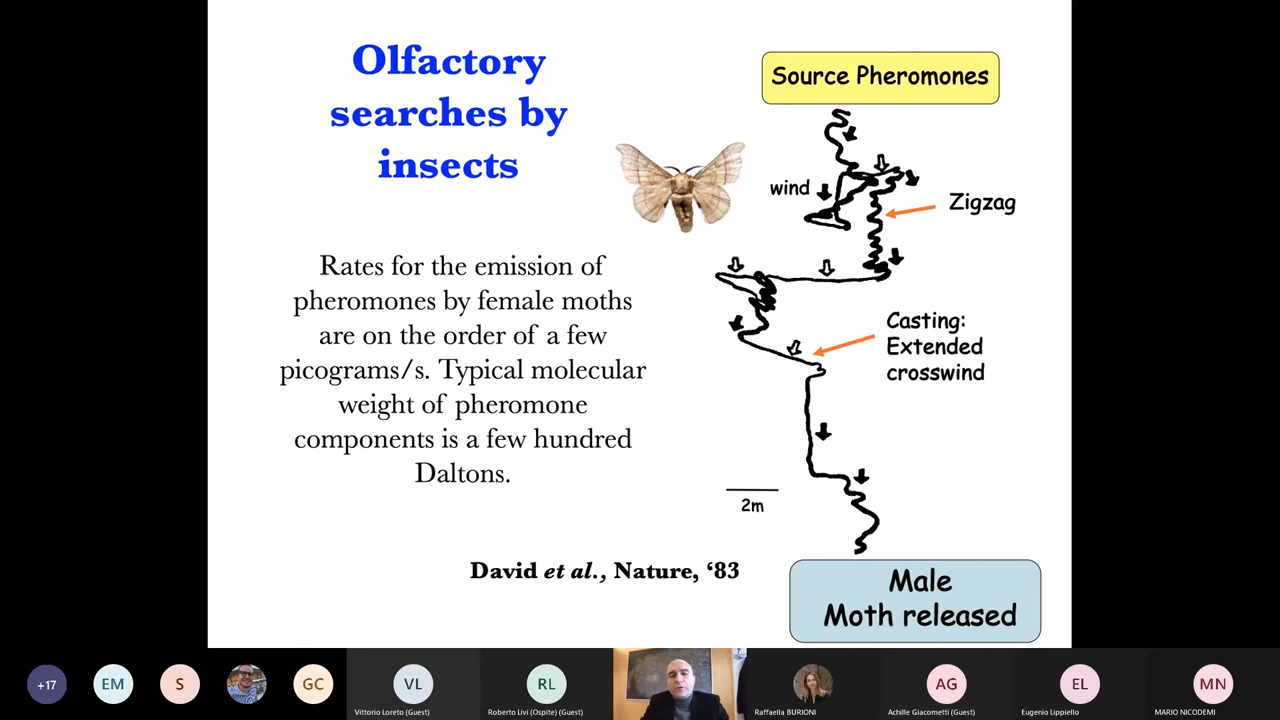 Olfactory
searches by
insects
Source Pheromones
wind
Zigzag
Rates for the emission of
pheromones by female moths
are on the order of a few
picograms/s. Typical molecular
weight of pheromone
components is a few hundred
Daltons.
Casting:
Extended
crosswind
2m
David et al., Nature, ‘83
Male
Moth released
+17
EM
S
GC
VL
Vittorio Loreto (Guest)
RL
Roberto Livi (Ospite) (Guest)
Raffaella BURIONI
AG
Achille Giacometti (Guest)
EL
Eugenio Lippiello
MN
MARIO NICODEMI